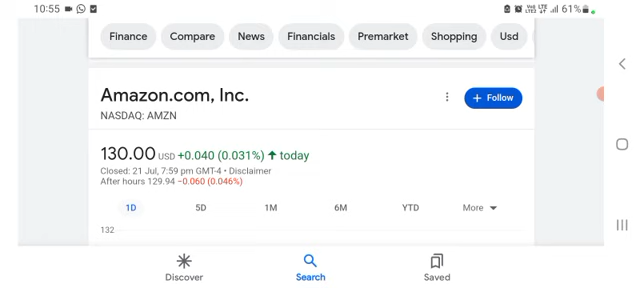 10:55
61%
Finance Compare News Financials Premarket Shopping Usd
Amazon.com, Inc.
+ Follow
NASDAQ: AMZN
130.00 USD +0.040 (0.031%) ↑ today
Closed: 21 Jul, 7:59 pm GMT-4 • Disclaimer
After hours 129.94 −0.060 (0.046%)
1D 5D 1M 6M YTD More
132
Discover Search Saved